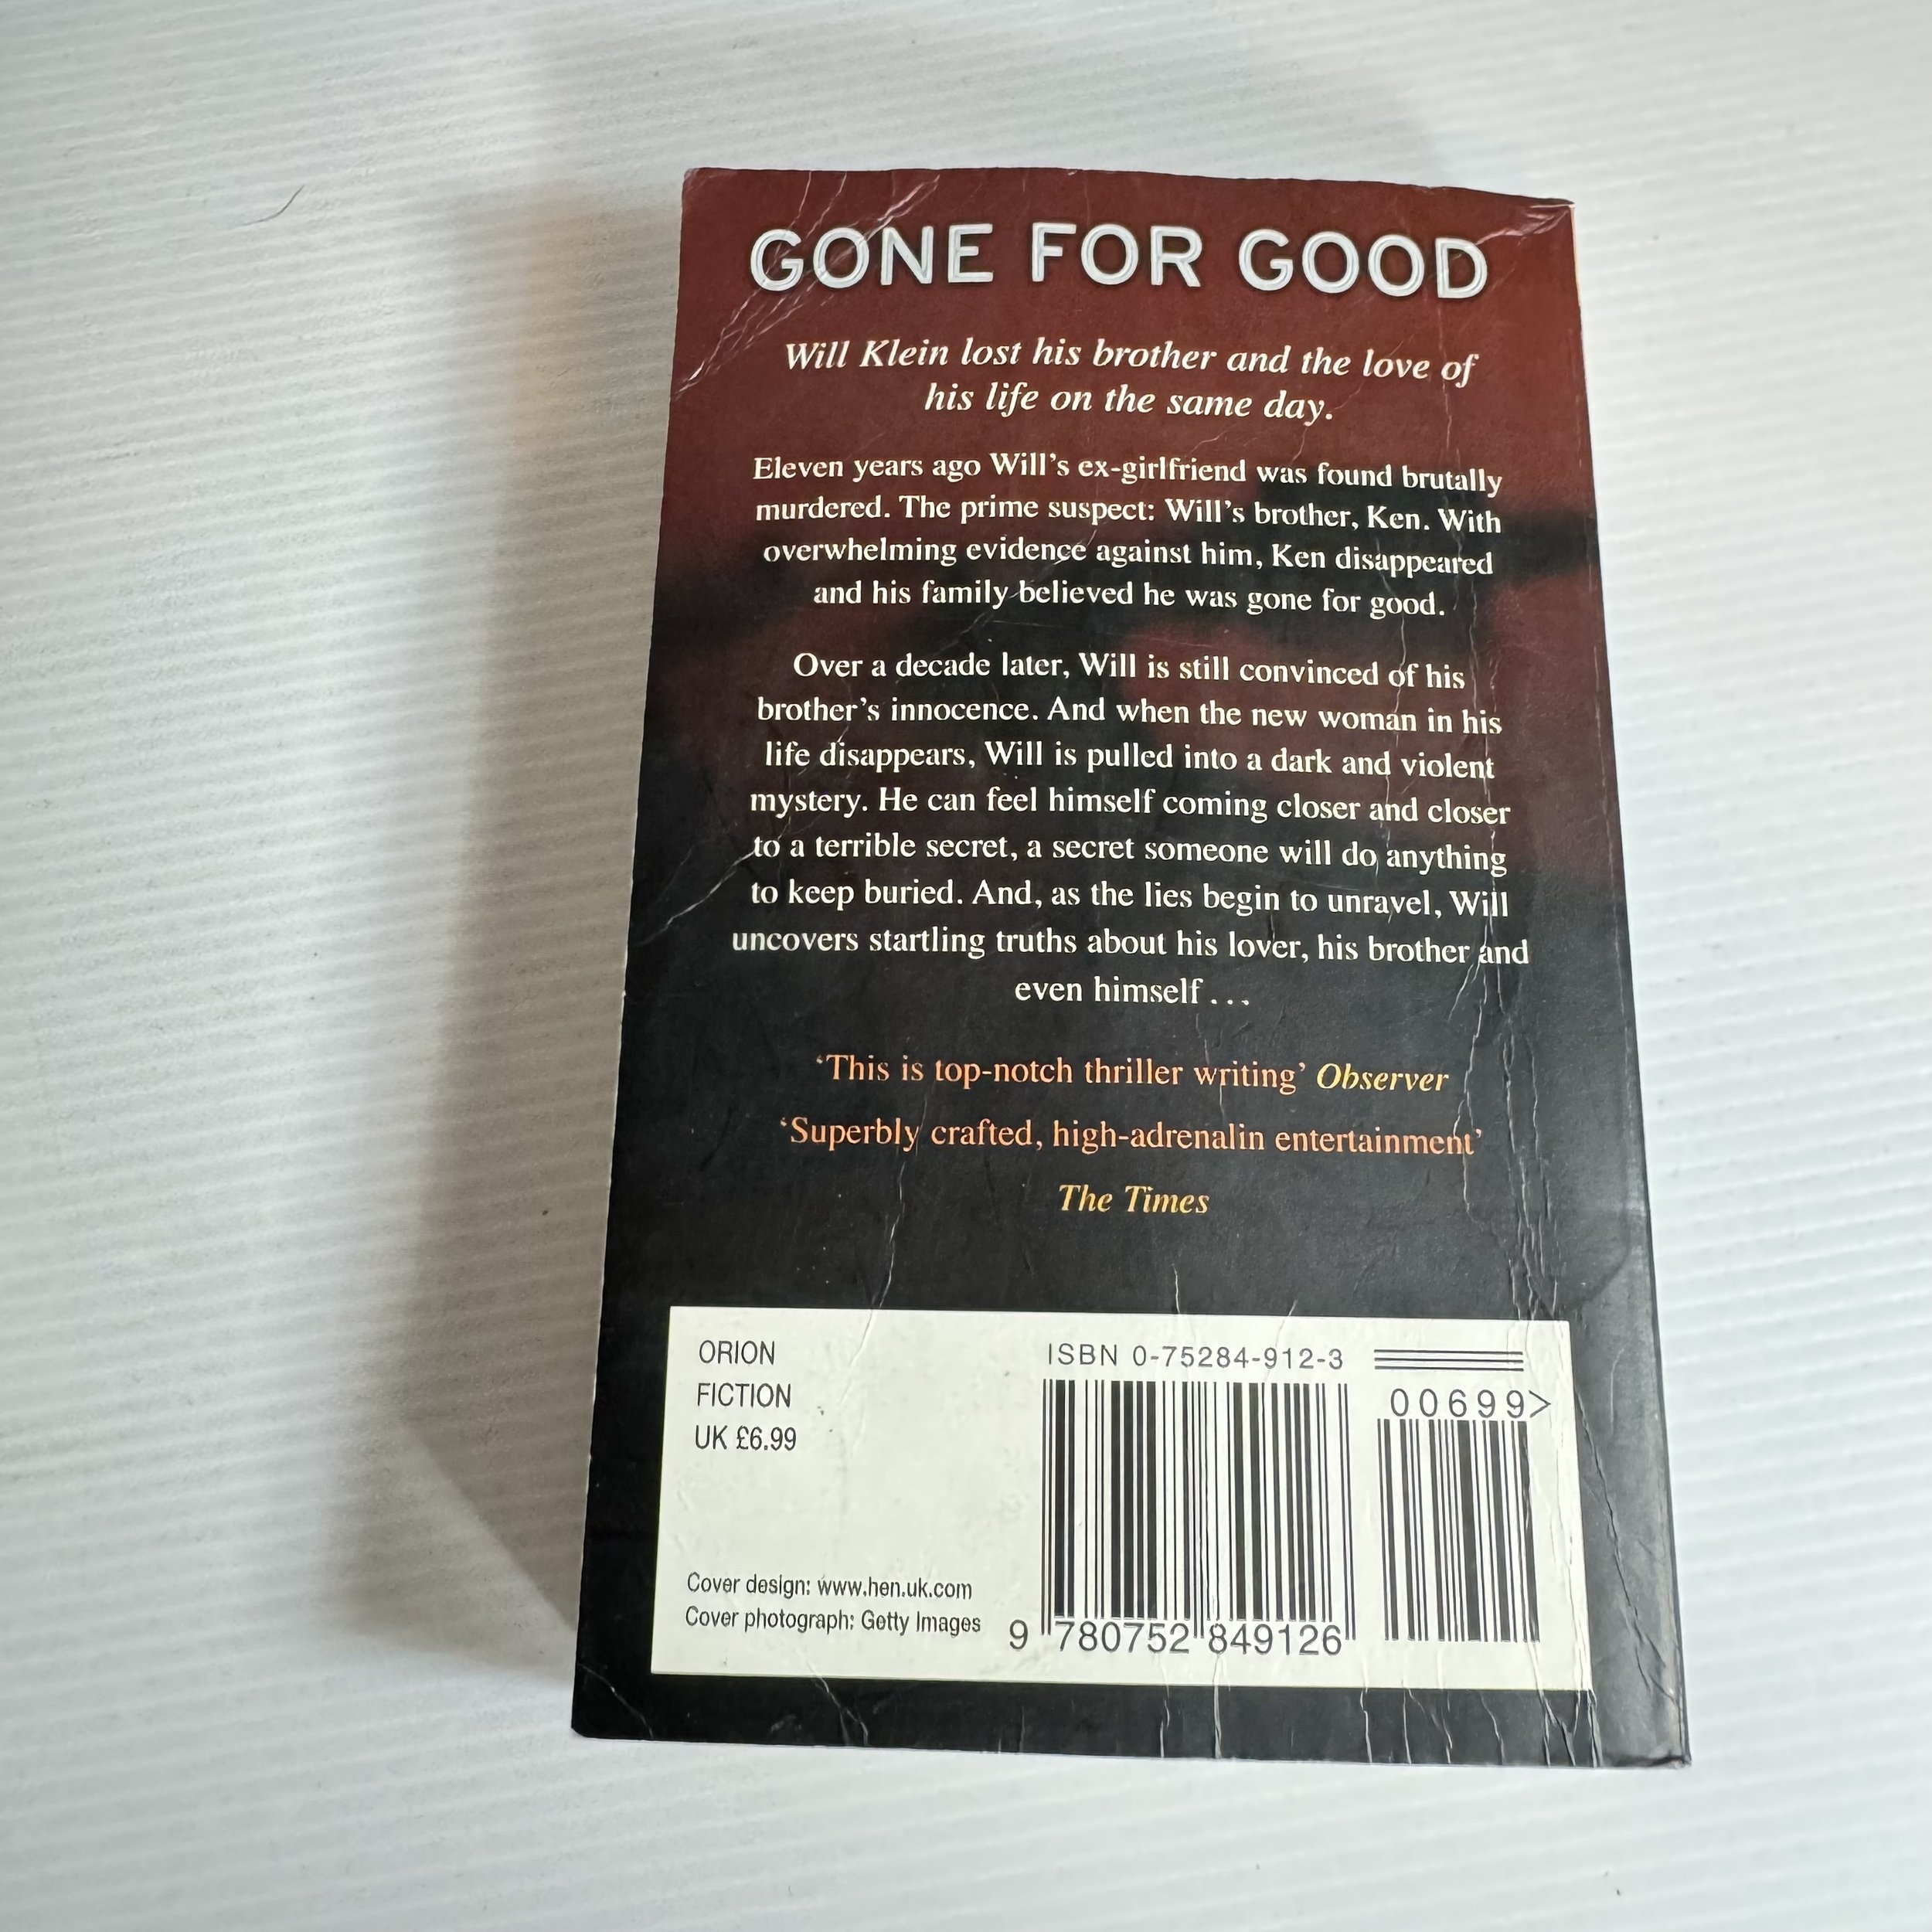 GONE FOR GOOD
Will Klein lost his brother and the love of
his life on the same day.
Eleven years ago Will’s ex-girlfriend was found brutally
murdered. The prime suspect: Will’s brother, Ken. With
overwhelming evidence against him, Ken disappeared
and his family believed he was gone for good.
Over a decade later, Will is still convinced of his
brother’s innocence. And when the new woman in his
life disappears, Will is pulled into a dark and violent
mystery. He can feel himself coming closer and closer
to a terrible secret, a secret someone will do anything
to keep buried. And, as the lies begin to unravel, Will
uncovers startling truths about his lover, his brother and
even himself . . .
‘This is top-notch thriller writing’ Observer
‘Superbly crafted, high-adrenalin entertainment’
The Times
ORION
FICTION
UK £6.99
Cover design: www.hen.uk.com
Cover photograph: Getty Images
ISBN 0-75284-912-3
00699>
9 780752 849126